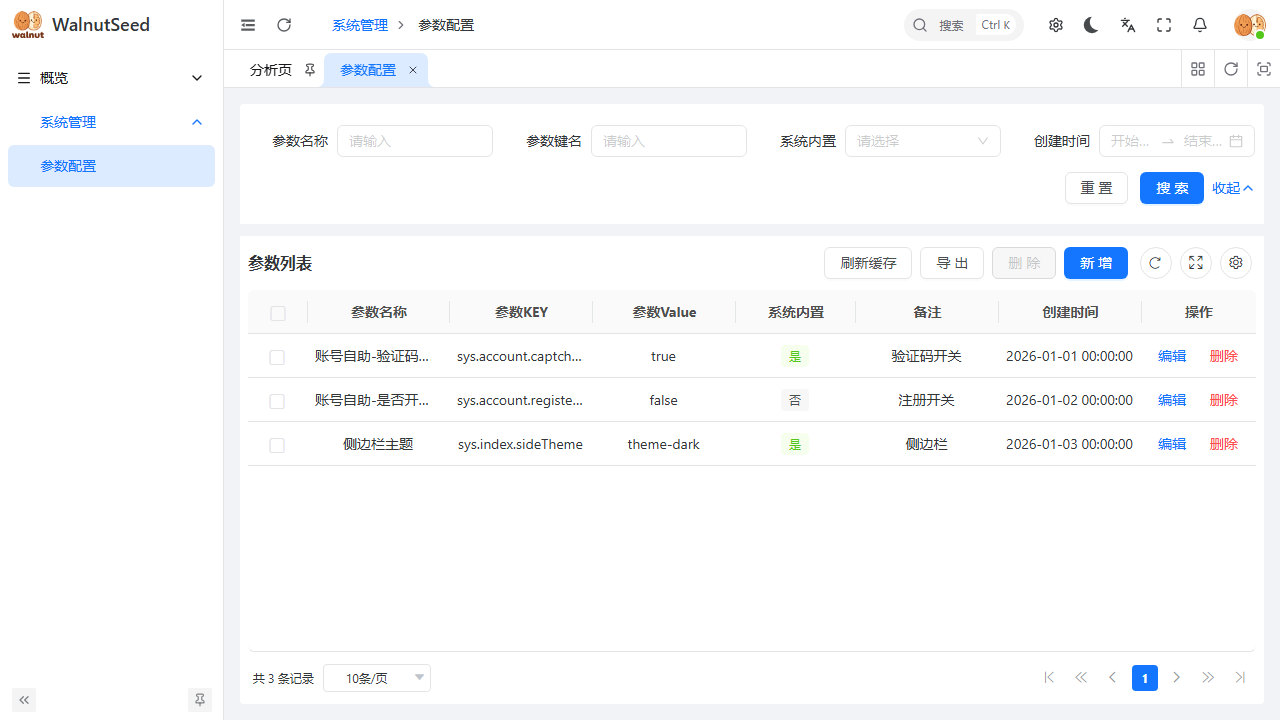 walnut
WalnutSeed
系统管理 参数配置
搜索 Ctrl K
概览
系统管理
参数配置
分析页 参数配置
参数名称 请输入 参数键名 请输入 系统内置 请选择 创建时间 开始... 结束...
重 置 搜 索 收起
参数列表 刷新缓存 导 出 删 除 新 增
参数名称 参数KEY 参数Value 系统内置 备注 创建时间 操作
账号自助-验证码... sys.account.captch... true 是 验证码开关 2026-01-01 00:00:00 编辑 删除
账号自助-是否开... sys.account.registe... false 否 注册开关 2026-01-02 00:00:00 编辑 删除
侧边栏主题 sys.index.sideTheme theme-dark 是 侧边栏 2026-01-03 00:00:00 编辑 删除
共 3 条记录 10条/页 1